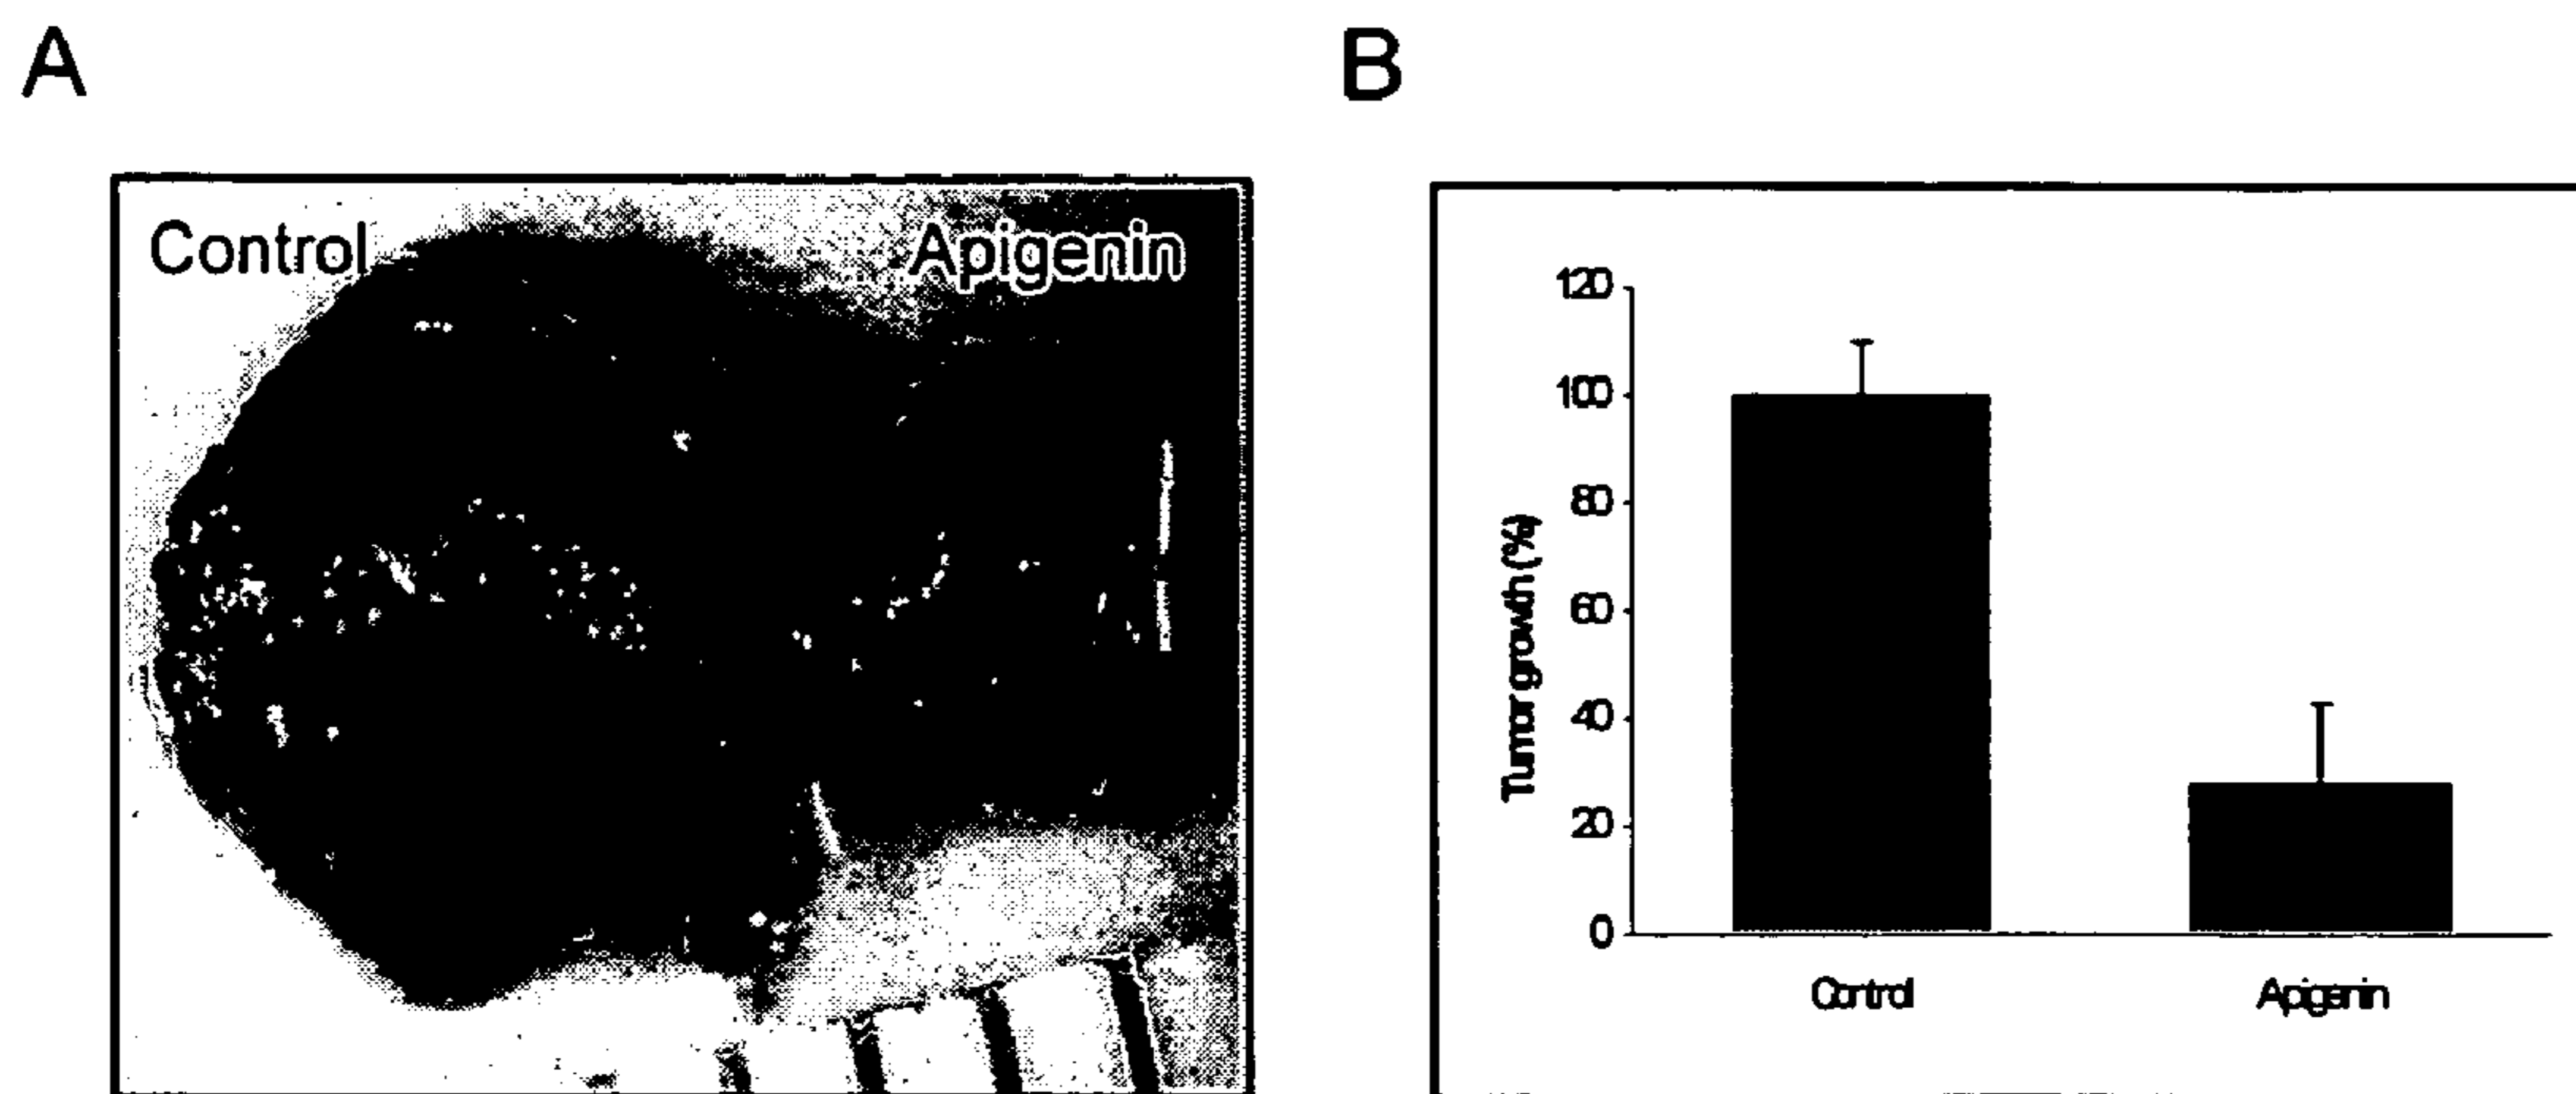 A
B
Control
Apigenin
120
100
80
60
40
20
0
Tumor growth (%)
Control
Apigenin